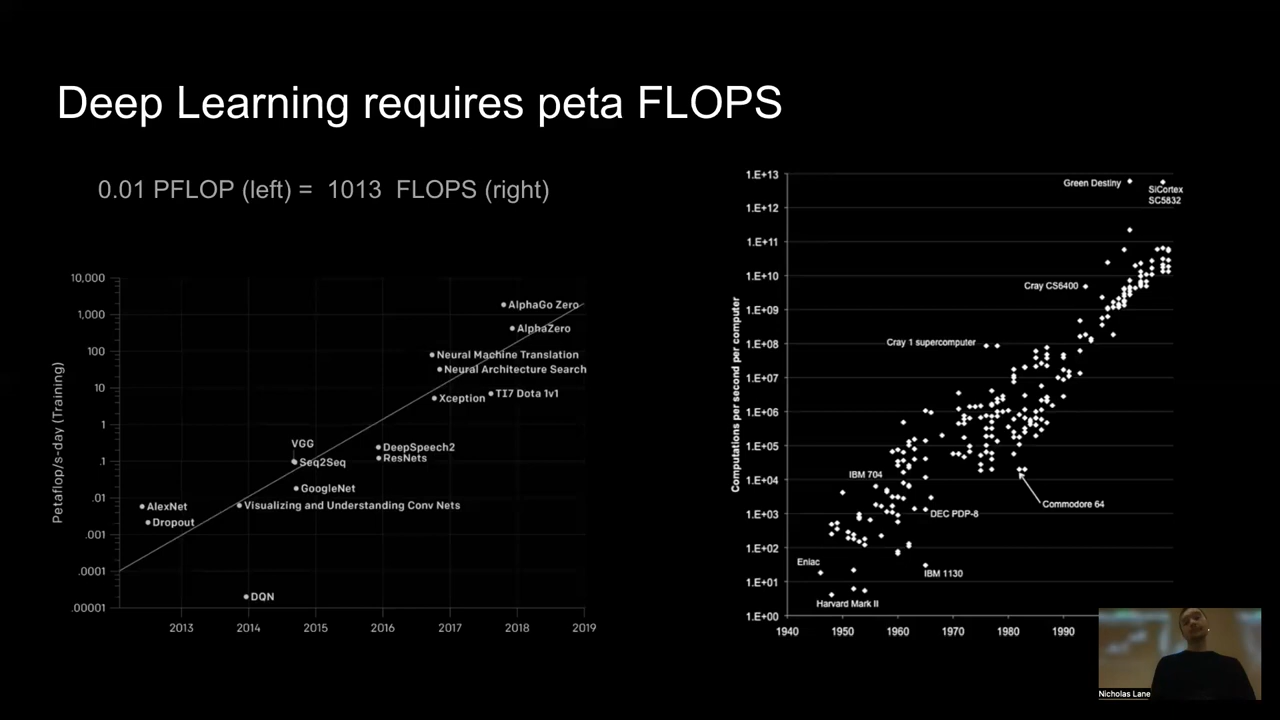 Deep Learning requires peta FLOPS
0.01 PFLOP (left) = 1013 FLOPS (right)
Petaflop/s-day (Training)
10,000
1,000
100
10
1
.1
.01
.001
.0001
.00001
2013
2014
2015
2016
2017
2018
2019
AlphaGo Zero
AlphaZero
Neural Machine Translation
Neural Architecture Search
TI7 Dota 1v1
Xception
VGG
DeepSpeech2
Seq2Seq
ResNets
GoogleNet
AlexNet
Visualizing and Understanding Conv Nets
Dropout
DQN
Computations per second per computer
1.E+13
1.E+12
1.E+11
1.E+10
1.E+09
1.E+08
1.E+07
1.E+06
1.E+05
1.E+04
1.E+03
1.E+02
1.E+01
1.E+00
1940
1950
1960
1970
1980
1990
Green Destiny
SiCortex
SC5832
Cray CS6400
Cray 1 supercomputer
IBM 704
Commodore 64
DEC PDP-8
Eniac
IBM 1130
Harvard Mark II
Nicholas Lane